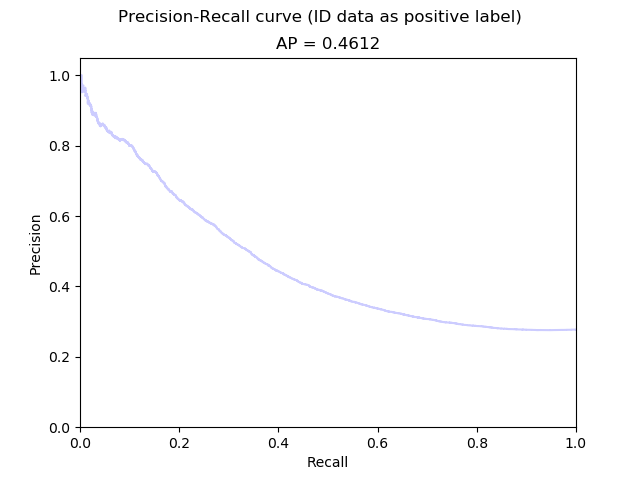 Precision-Recall curve (ID data as positive label)
AP = 0.4612
1.0
0.8
0.6
0.4
0.2
0.0
Precision
0.0 0.2 0.4 0.6 0.8 1.0
Recall